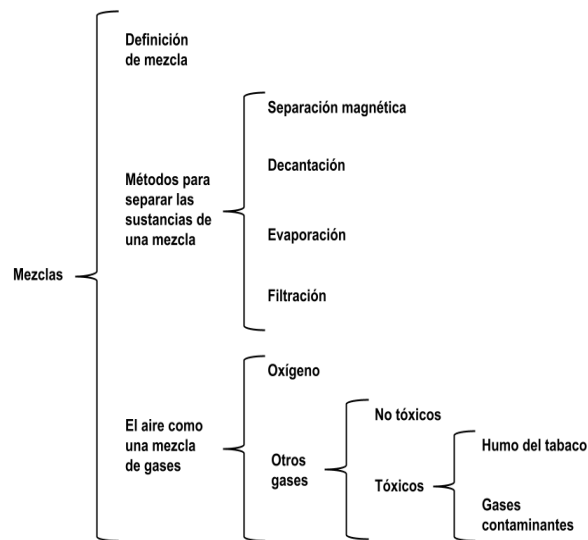 Mezclas
Definición
de mezcla
Métodos para
separar las
sustancias de
una mezcla
Separación magnética
Decantación
Evaporación
Filtración
El aire como
una mezcla
de gases
Oxígeno
Otros
gases
No tóxicos
Tóxicos
Humo del tabaco
Gases
contaminantes